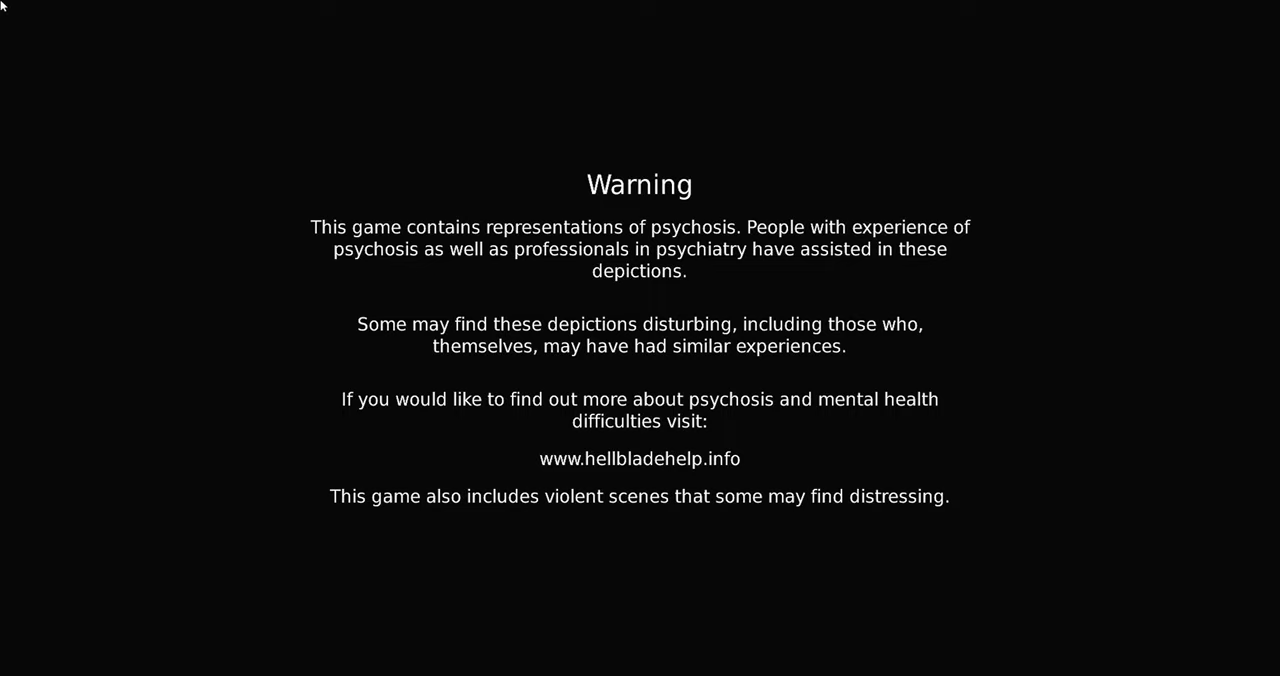 Warning
This game contains representations of psychosis. People with experience of
psychosis as well as professionals in psychiatry have assisted in these
depictions.
Some may find these depictions disturbing, including those who,
themselves, may have had similar experiences.
If you would like to find out more about psychosis and mental health
difficulties visit:
www.hellbladehelp.info
This game also includes violent scenes that some may find distressing.